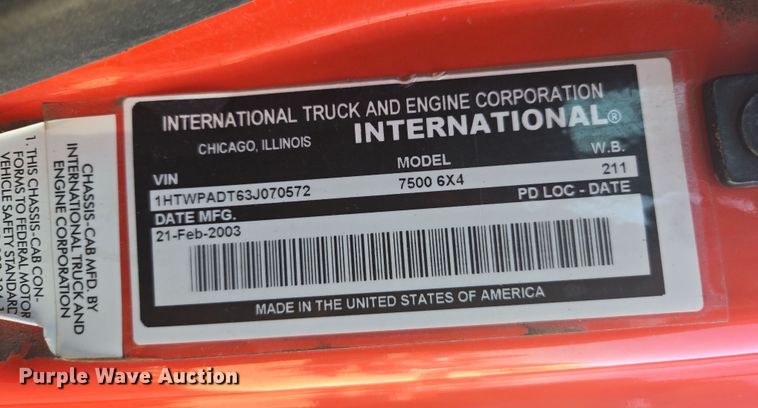 INTERNATIONAL TRUCK AND ENGINE CORPORATION
CHICAGO, ILLINOIS INTERNATIONAL®
VIN MODEL W.B.
1HTWPADT63J070572 7500 6X4 211
DATE MFG. PD LOC - DATE
21-Feb-2003
MADE IN THE UNITED STATES OF AMERICA
CHASSIS-CAB MFD. BY
INTERNATIONAL TRUCK AND
ENGINE CORPORATION
1. THIS CHASSIS-CAB CON-
FORMS TO FEDERAL MOTOR
VEHICLE SAFETY STANDARD
Purple Wave Auction